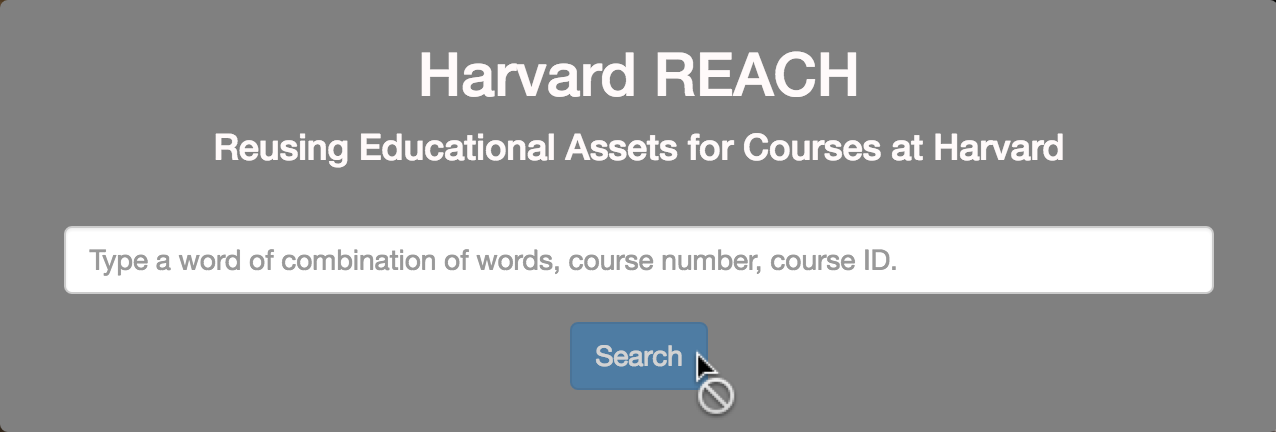 Harvard REACH
Reusing Educational Assets for Courses at Harvard
Type a word of combination of words, course number, course ID.
Search